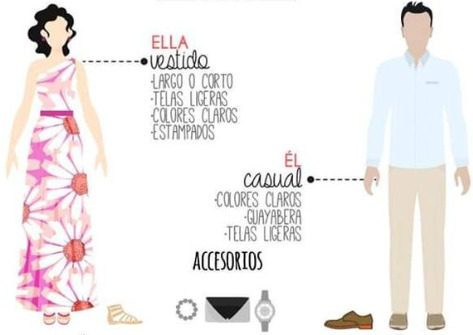 ELLA
vestido
·LARGO O CORTO
·TELAS LIGERAS
·COLORES CLAROS
·ESTAMPADOS
ÉL
casual
·COLORES CLAROS
·GUAYABERA
·TELAS LIGERAS
ACCESORIOS